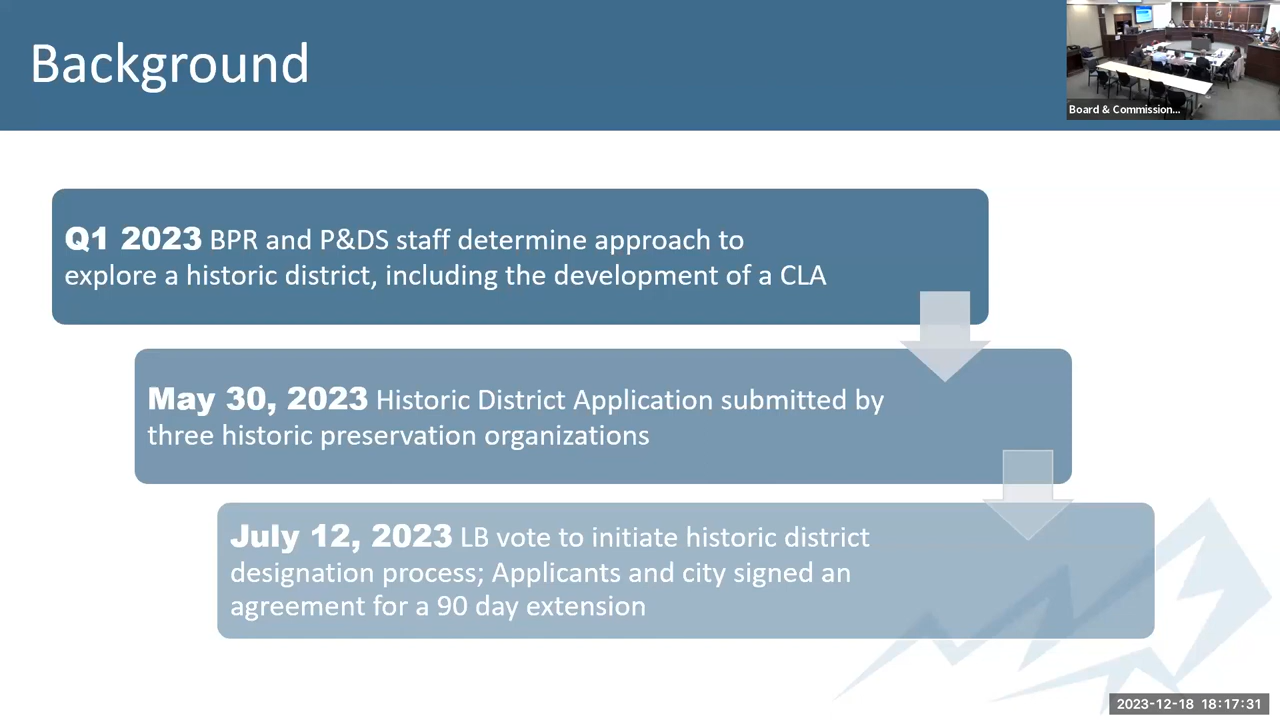 Background
Board & Commission...
Q1 2023 BPR and P&DS staff determine approach to
explore a historic district, including the development of a CLA
May 30, 2023 Historic District Application submitted by
three historic preservation organizations
July 12, 2023 LB vote to initiate historic district
designation process; Applicants and city signed an
agreement for a 90 day extension
2023-12-18 18:17:31